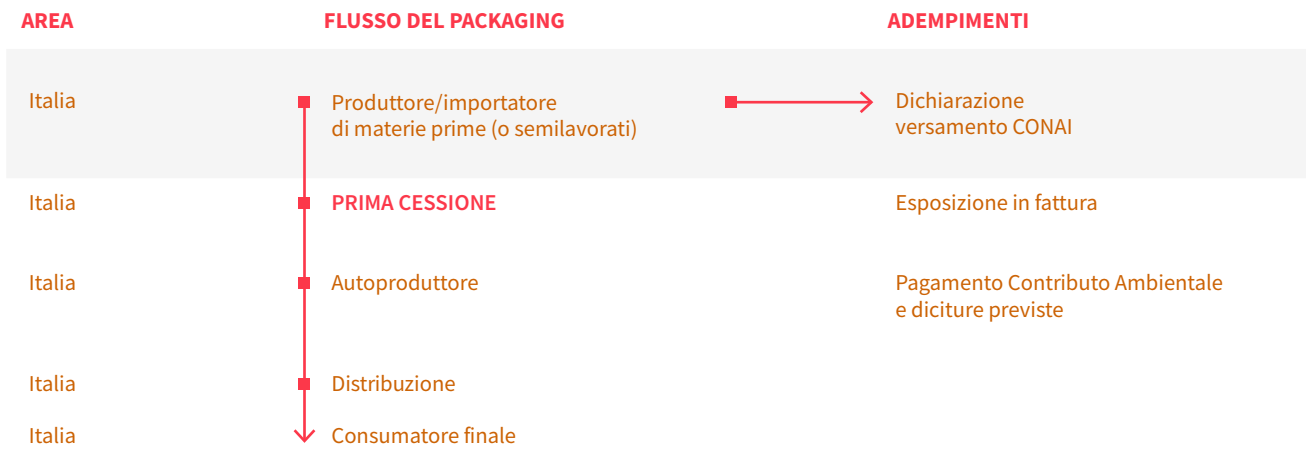 AREA FLUSSO DEL PACKAGING ADEMPIMENTI
Italia Produttore/importatore Dichiarazione
di materie prime (o semilavorati) versamento CONAI
Italia PRIMA CESSIONE Esposizione in fattura
Italia Autoproduttore Pagamento Contributo Ambientale
e diciture previste
Italia Distribuzione
Italia Consumatore finale